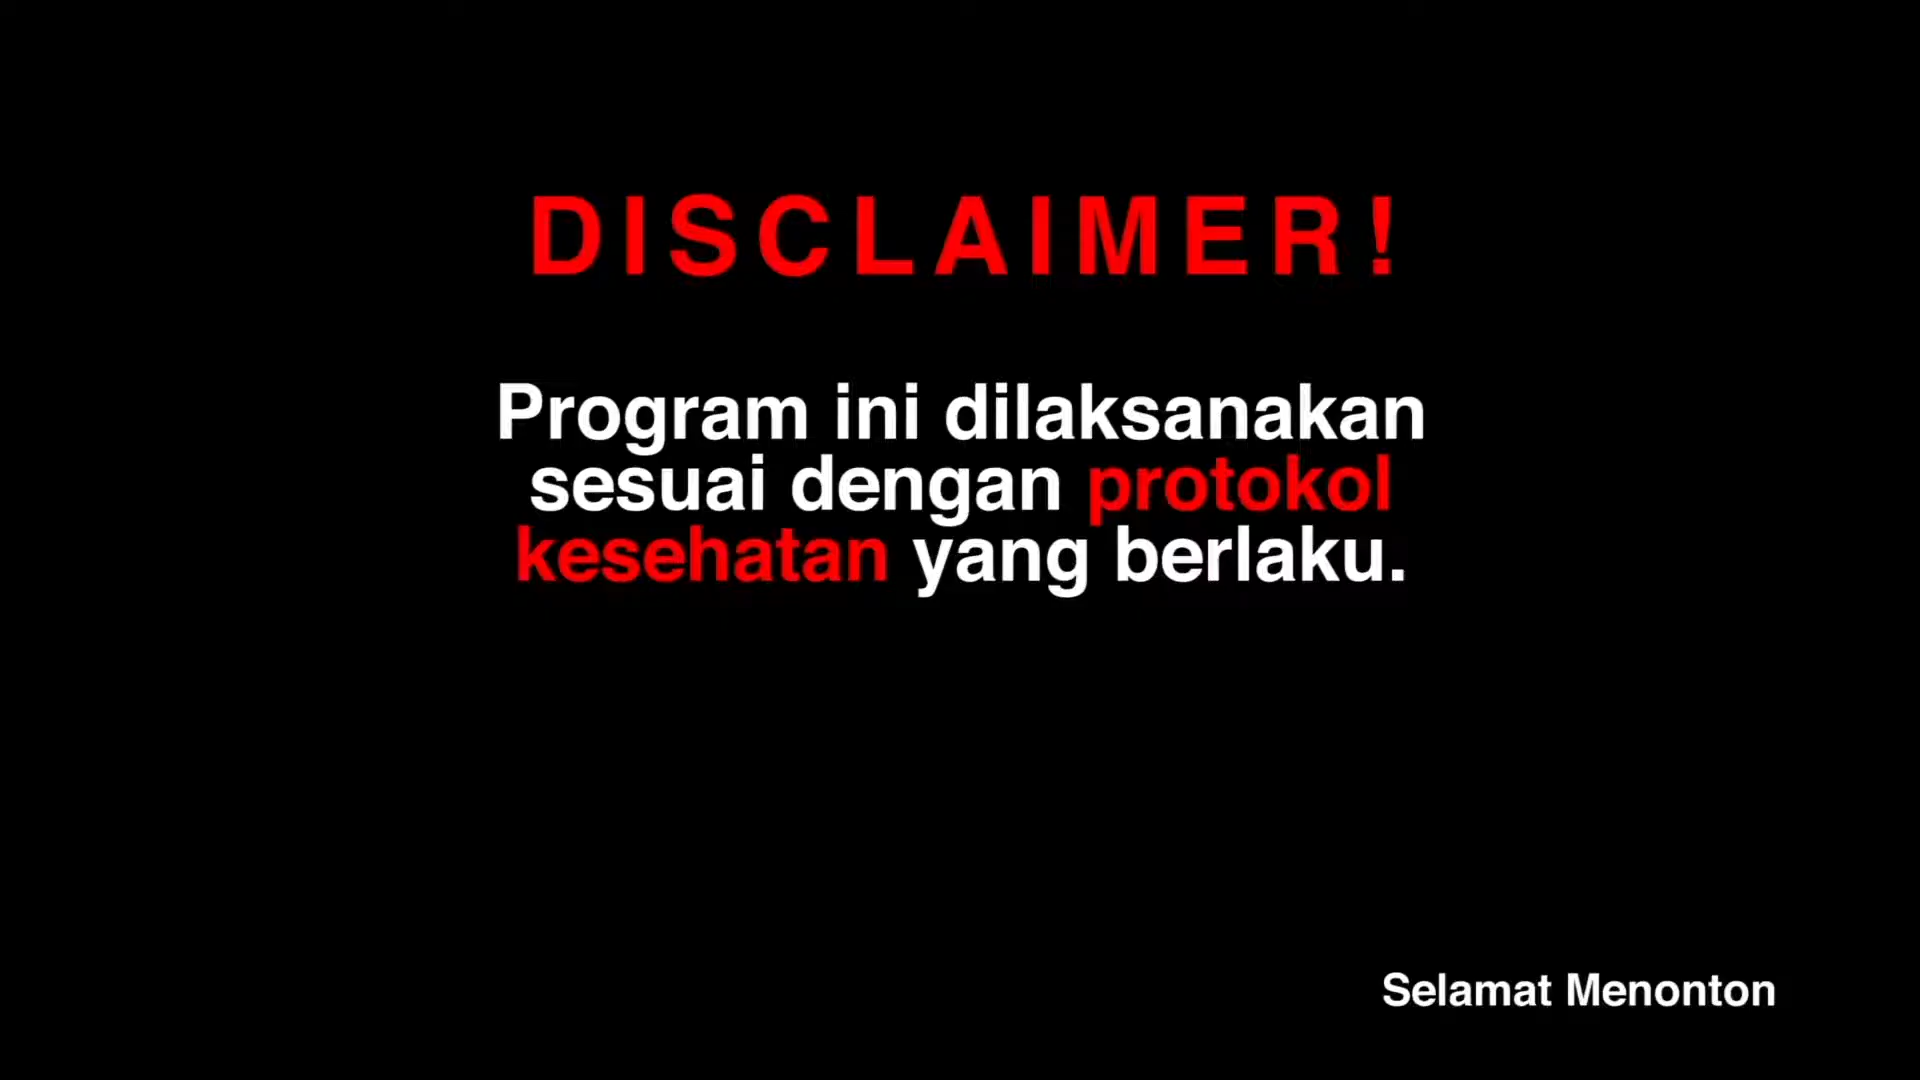 DISCLAIMER!
Program ini dilaksanakan
sesuai dengan protokol
kesehatan yang berlaku.
Selamat Menonton